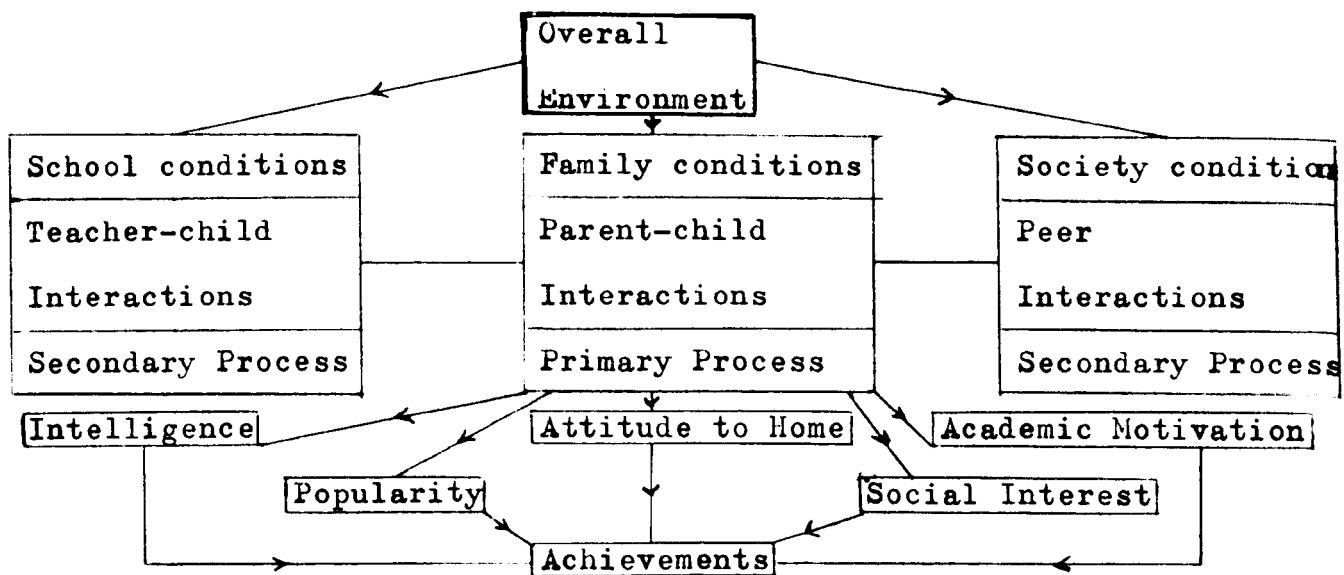 Overall
Environment
School conditions
Teacher-child
Interactions
Secondary Process
Family conditions
Parent-child
Interactions
Primary Process
Society condition
Peer
Interactions
Secondary Process
Intelligence
Attitude to Home
Academic Motivation
Popularity
Social Interest
Achievements